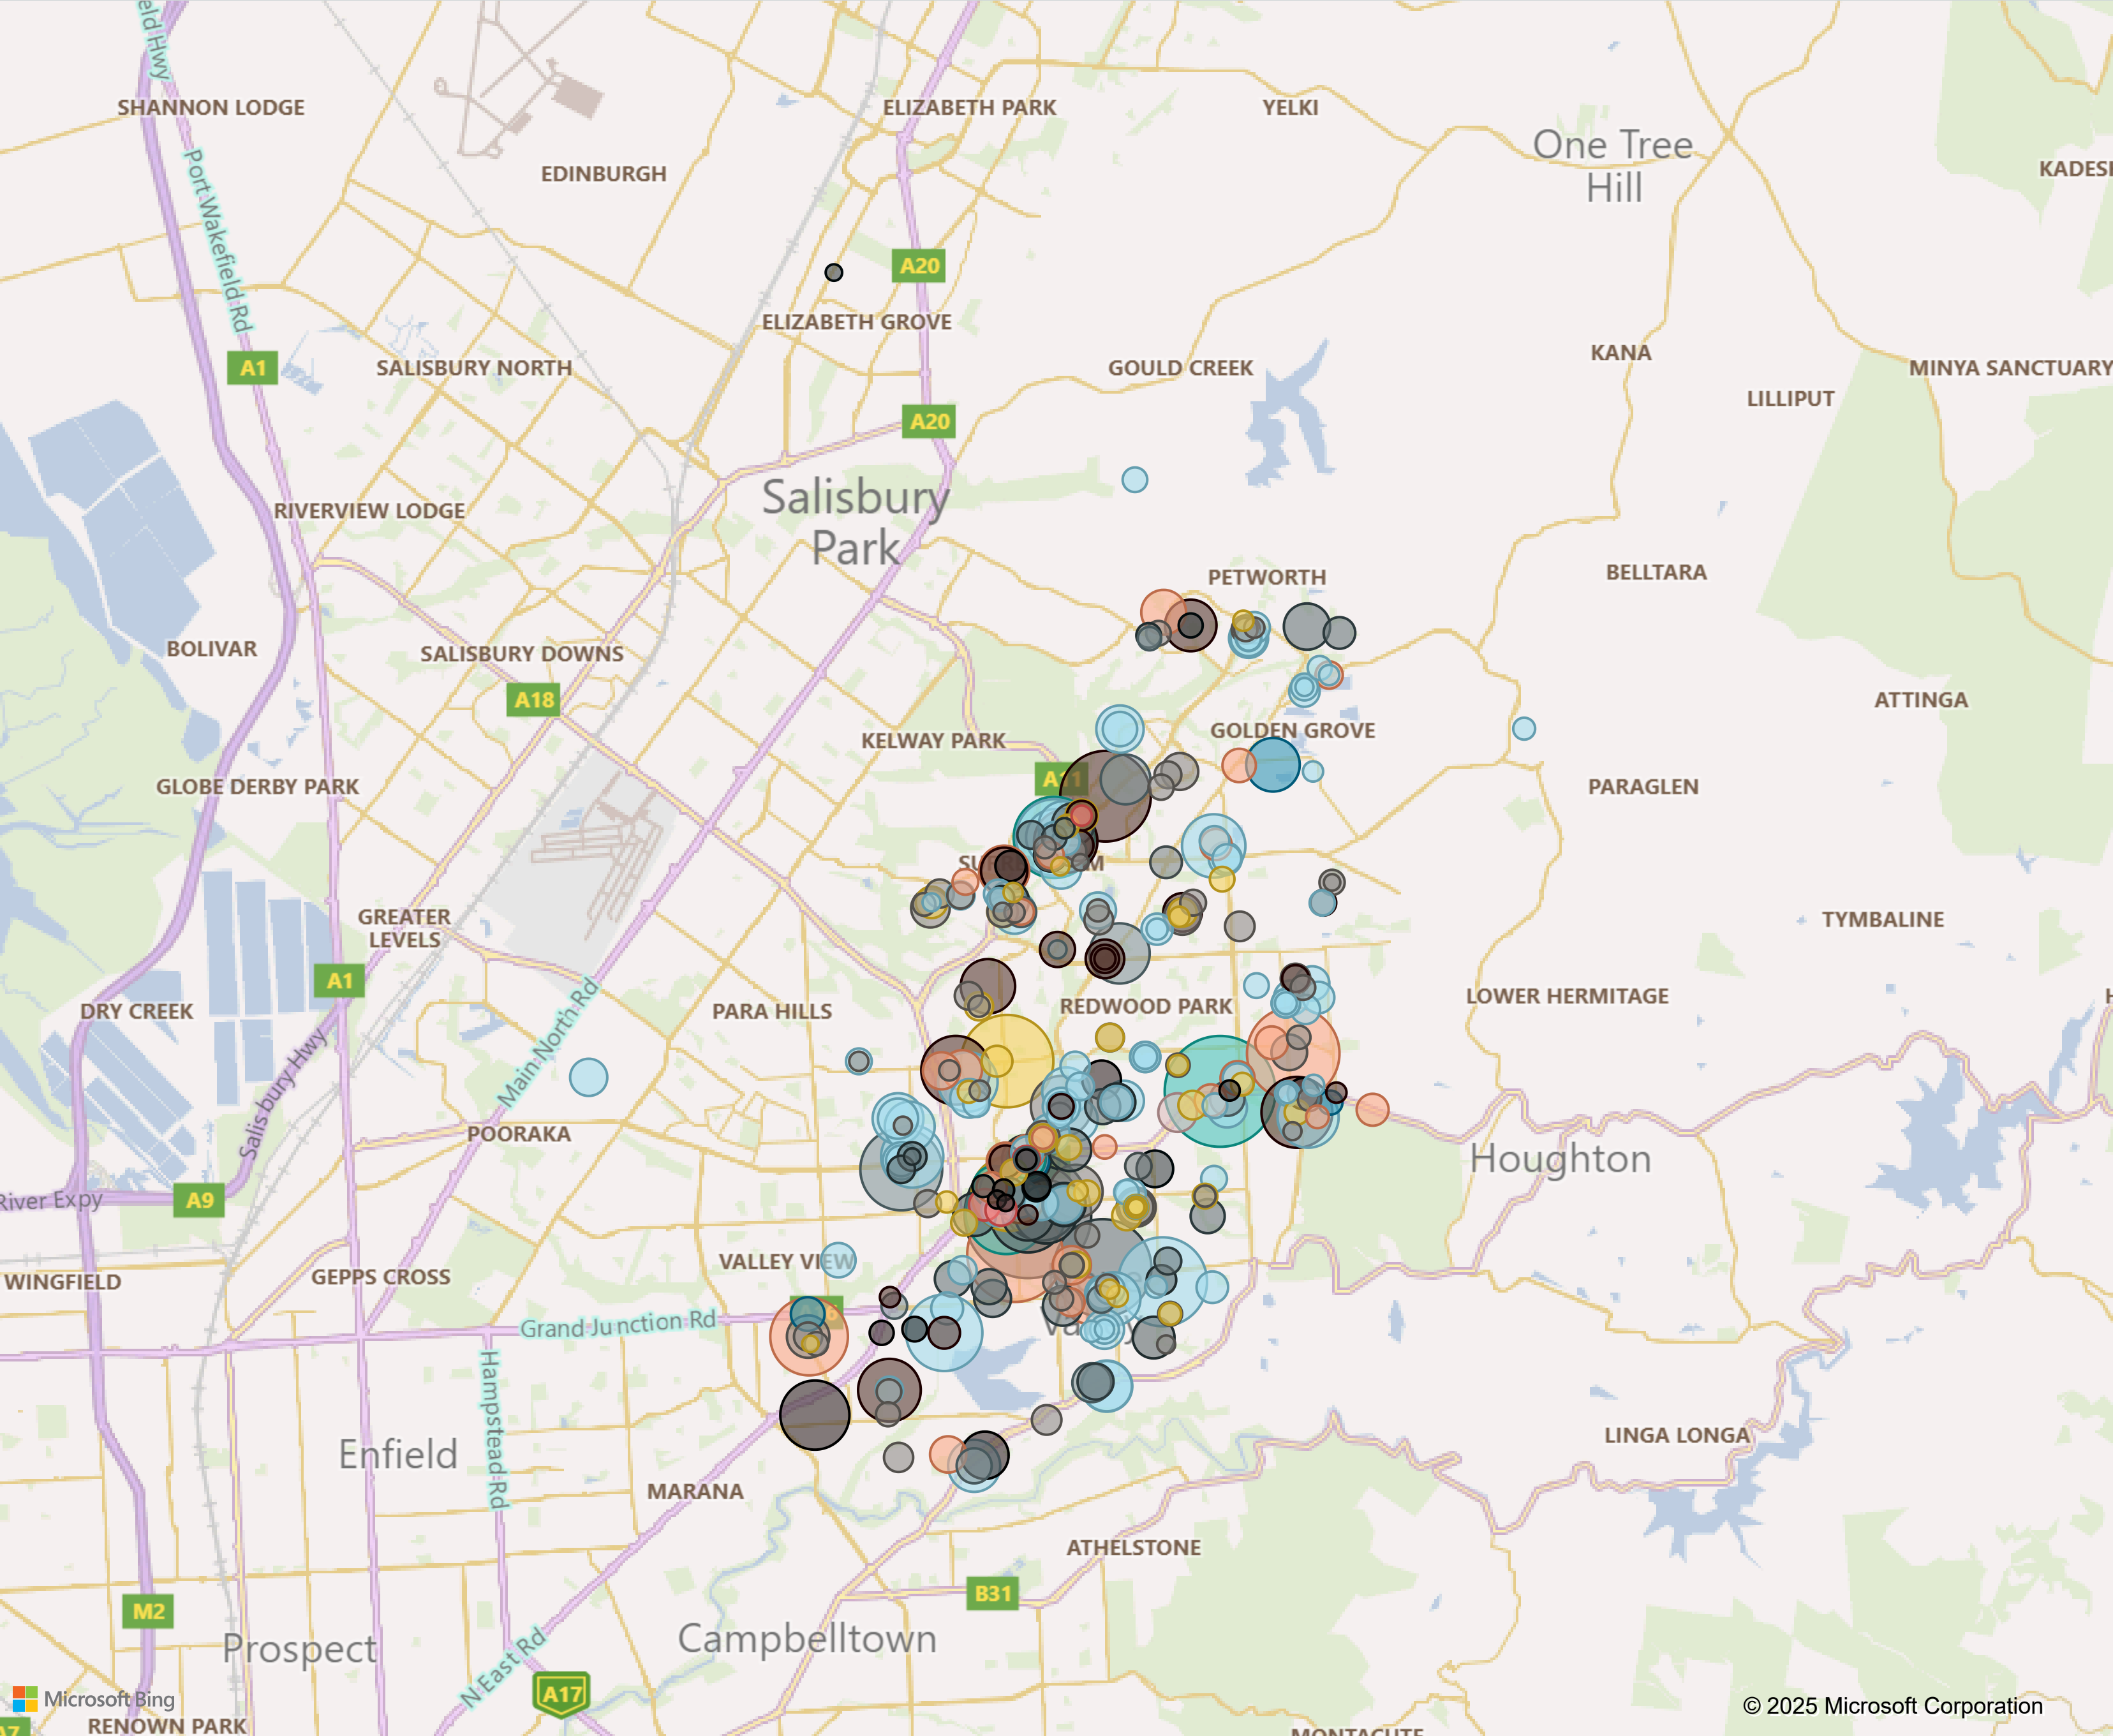 eld Hwy
SHANNON LODGE
ELIZABETH PARK
YELKI
One Tree
Hill
KADESH
EDINBURGH
Port Wakefield Rd
A20
ELIZABETH GROVE
A1
SALISBURY NORTH
GOULD CREEK
KANA
MINYA SANCTUARY
LILLIPUT
A20
Salisbury
Park
RIVERVIEW LODGE
PETWORTH
BELLTARA
BOLIVAR
SALISBURY DOWNS
A18
ATTINGA
KELWAY PARK
GOLDEN GROVE
GLOBE DERBY PARK
PARAGLEN
GREATER
LEVELS
TYMBALINE
A1
DRY CREEK
PARA HILLS
REDWOOD PARK
LOWER HERMITAGE
Main North Rd
Salisbury Hwy
POORAKA
Houghton
River Expy
A9
VALLEY VIEW
WINGFIELD
GEPPS CROSS
Grand Junction Rd
Hampstead Rd
Enfield
LINGA LONGA
MARANA
ATHELSTONE
B31
M2
Prospect
Campbelltown
N East Rd
A17
Microsoft Bing
© 2025 Microsoft Corporation
RENOWN PARK
A7
MONTACUTE